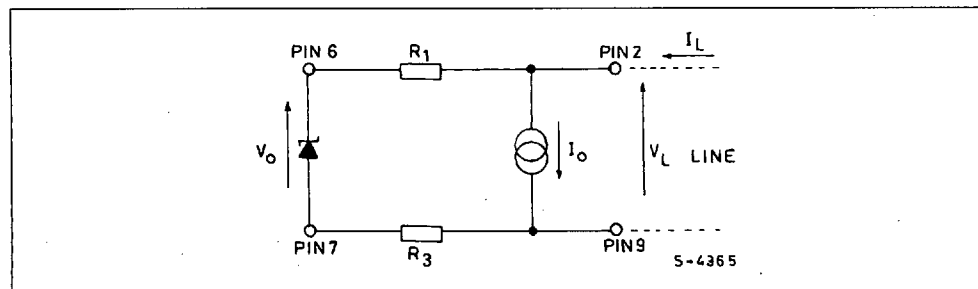 PIN 6
R1
PIN 2
IL
Vo
Io
VL LINE
PIN 7
R3
PIN 9
S-4365